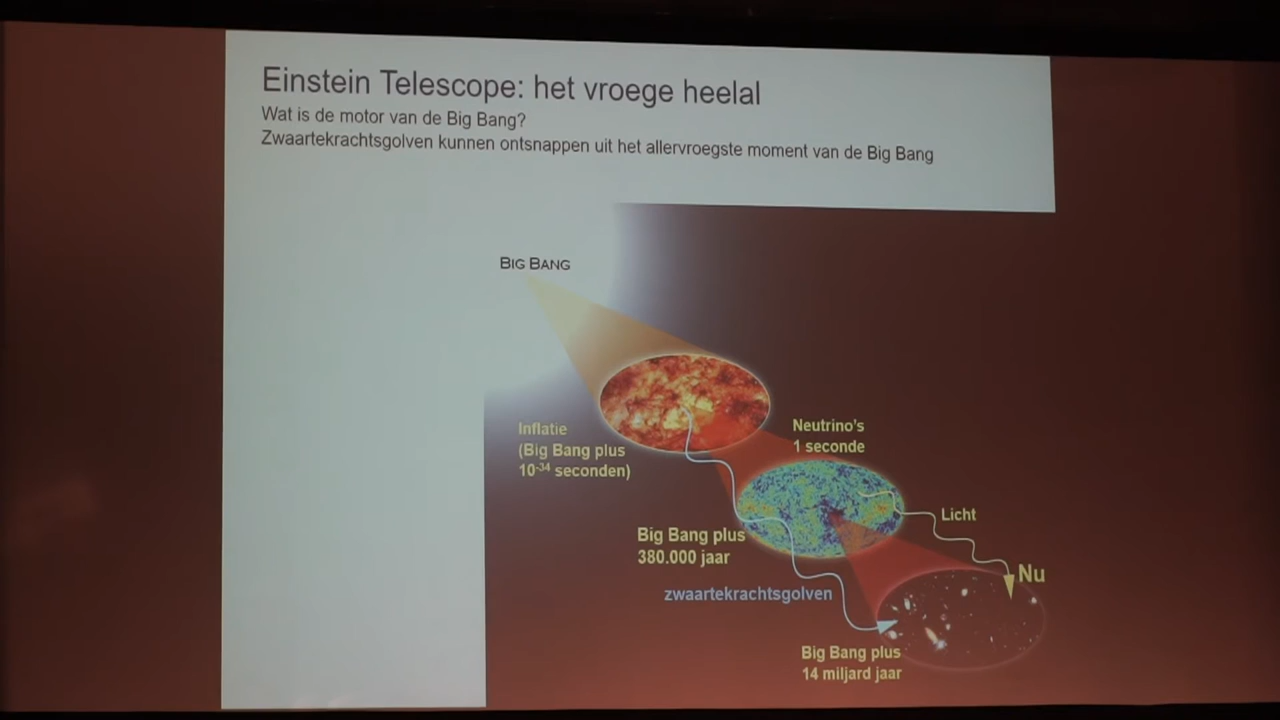 Einstein Telescope: het vroege heelal
Wat is de motor van de Big Bang?
Zwaartekrachtsgolven kunnen ontsnappen uit het allervroegste moment van de Big Bang
BIG BANG
Inflatie
(Big Bang plus
10⁻³⁴ seconden)
Neutrino's
1 seconde
Licht
Big Bang plus
380.000 jaar
Nu
zwaartekrachtsgolven
Big Bang plus
14 miljard jaar